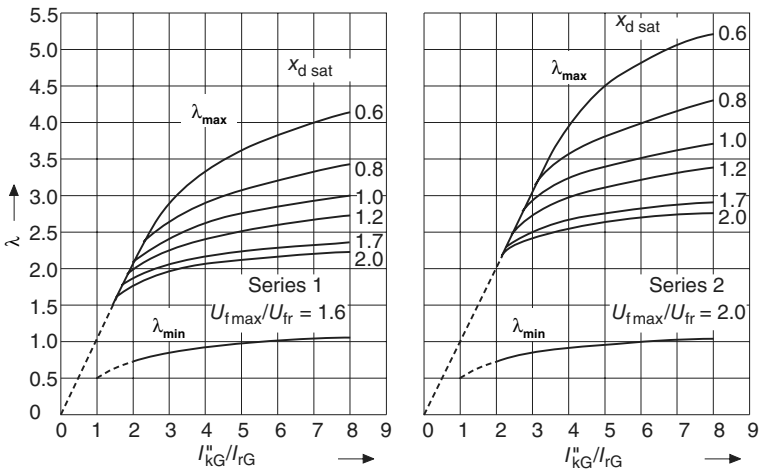 5.5
5.0
4.5
4.0
3.5
3.0
2.5
2.0
1.5
1.0
0.5
0
λ
x_d sat
λ_max
0.6
0.8
1.0
1.2
1.7
2.0
Series 1
U_f max/U_fr = 1.6
λ_min
0 1 2 3 4 5 6 7 8 9
I"_kG/I_rG
x_d sat
λ_max
0.6
0.8
1.0
1.2
1.7
2.0
Series 2
U_f max/U_fr = 2.0
λ_min
0 1 2 3 4 5 6 7 8 9
I"_kG/I_rG